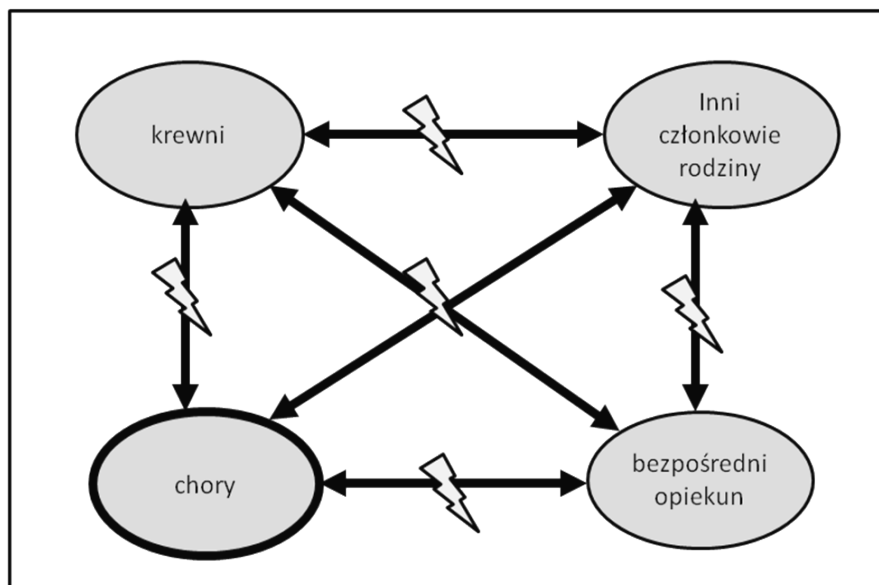 krewni
Inni
członkowie
rodziny
chory
bezpośredni
opiekun